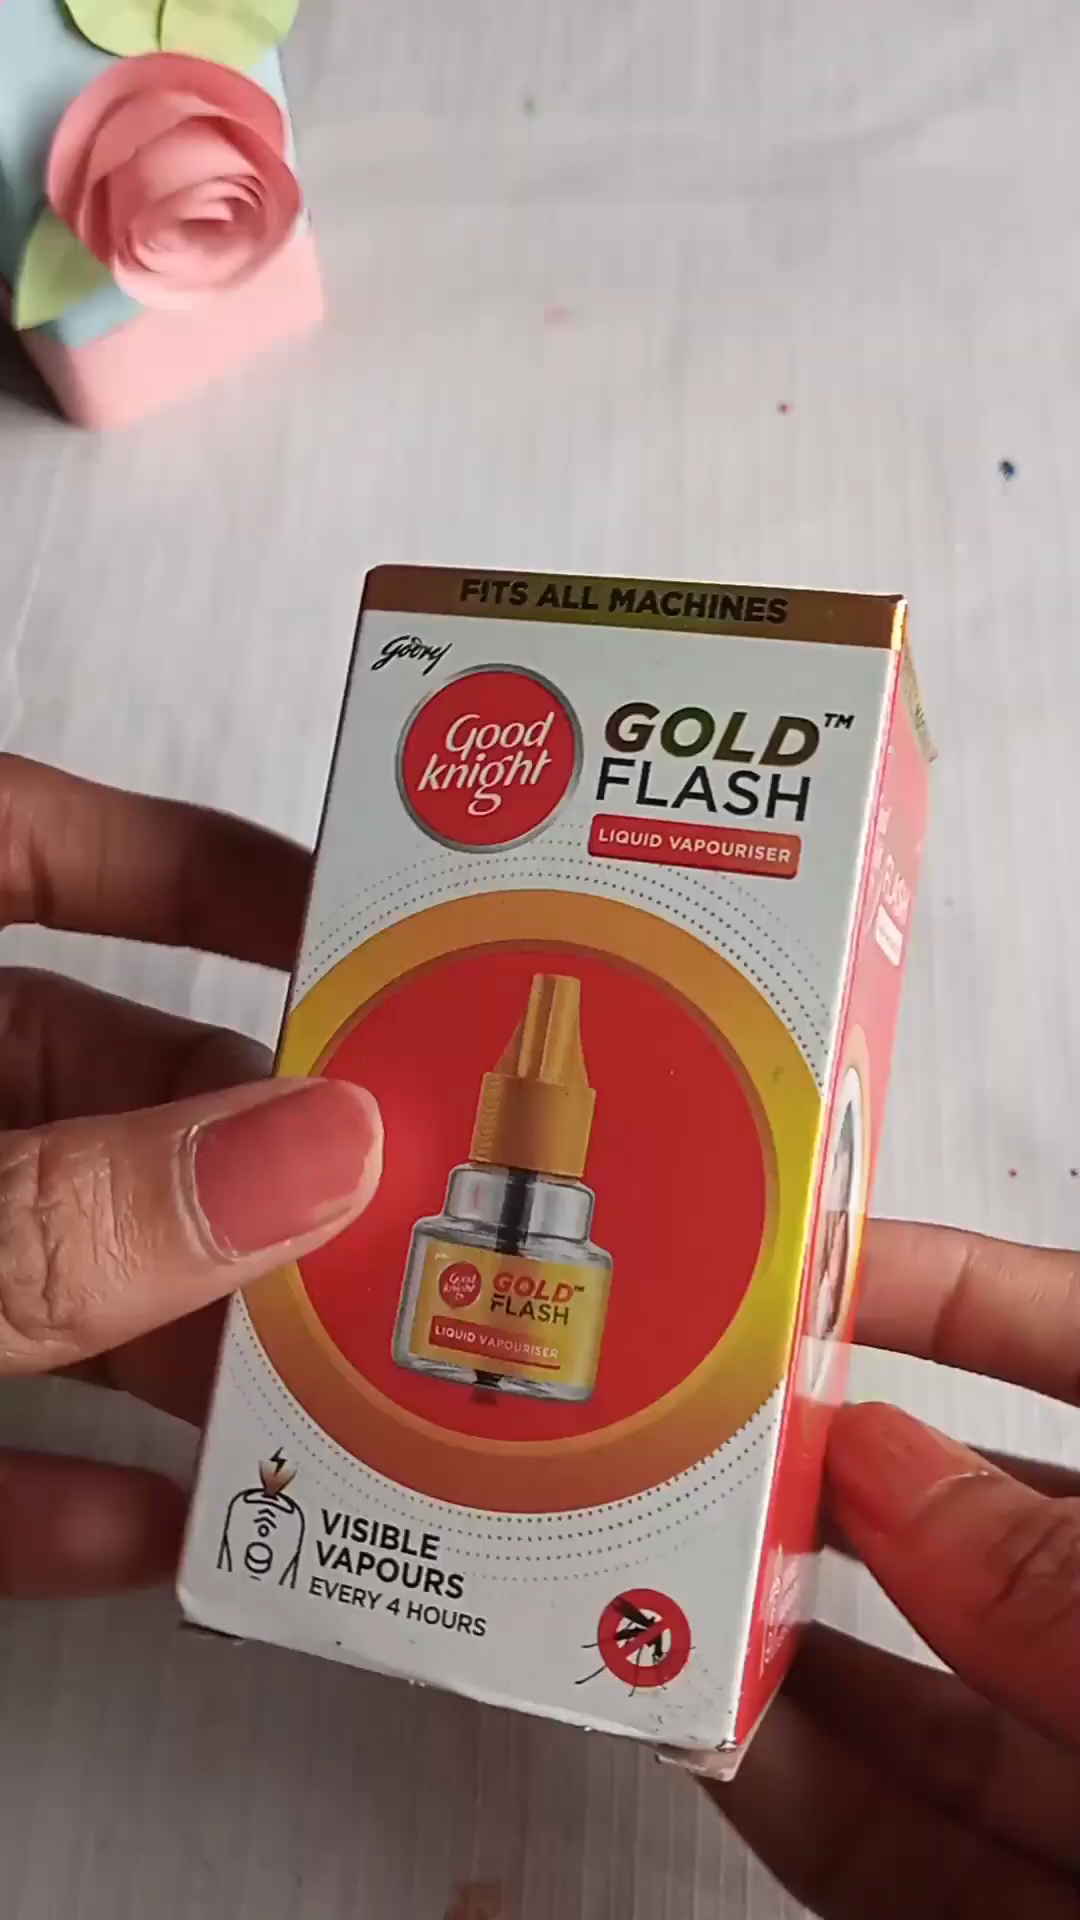 FITS ALL MACHINES
Godrej
Good
knight
GOLD™
FLASH
LIQUID VAPOURISER
Good
knight
GOLD™
FLASH
LIQUID VAPOURISER
VISIBLE
VAPOURS
EVERY 4 HOURS
FLASH